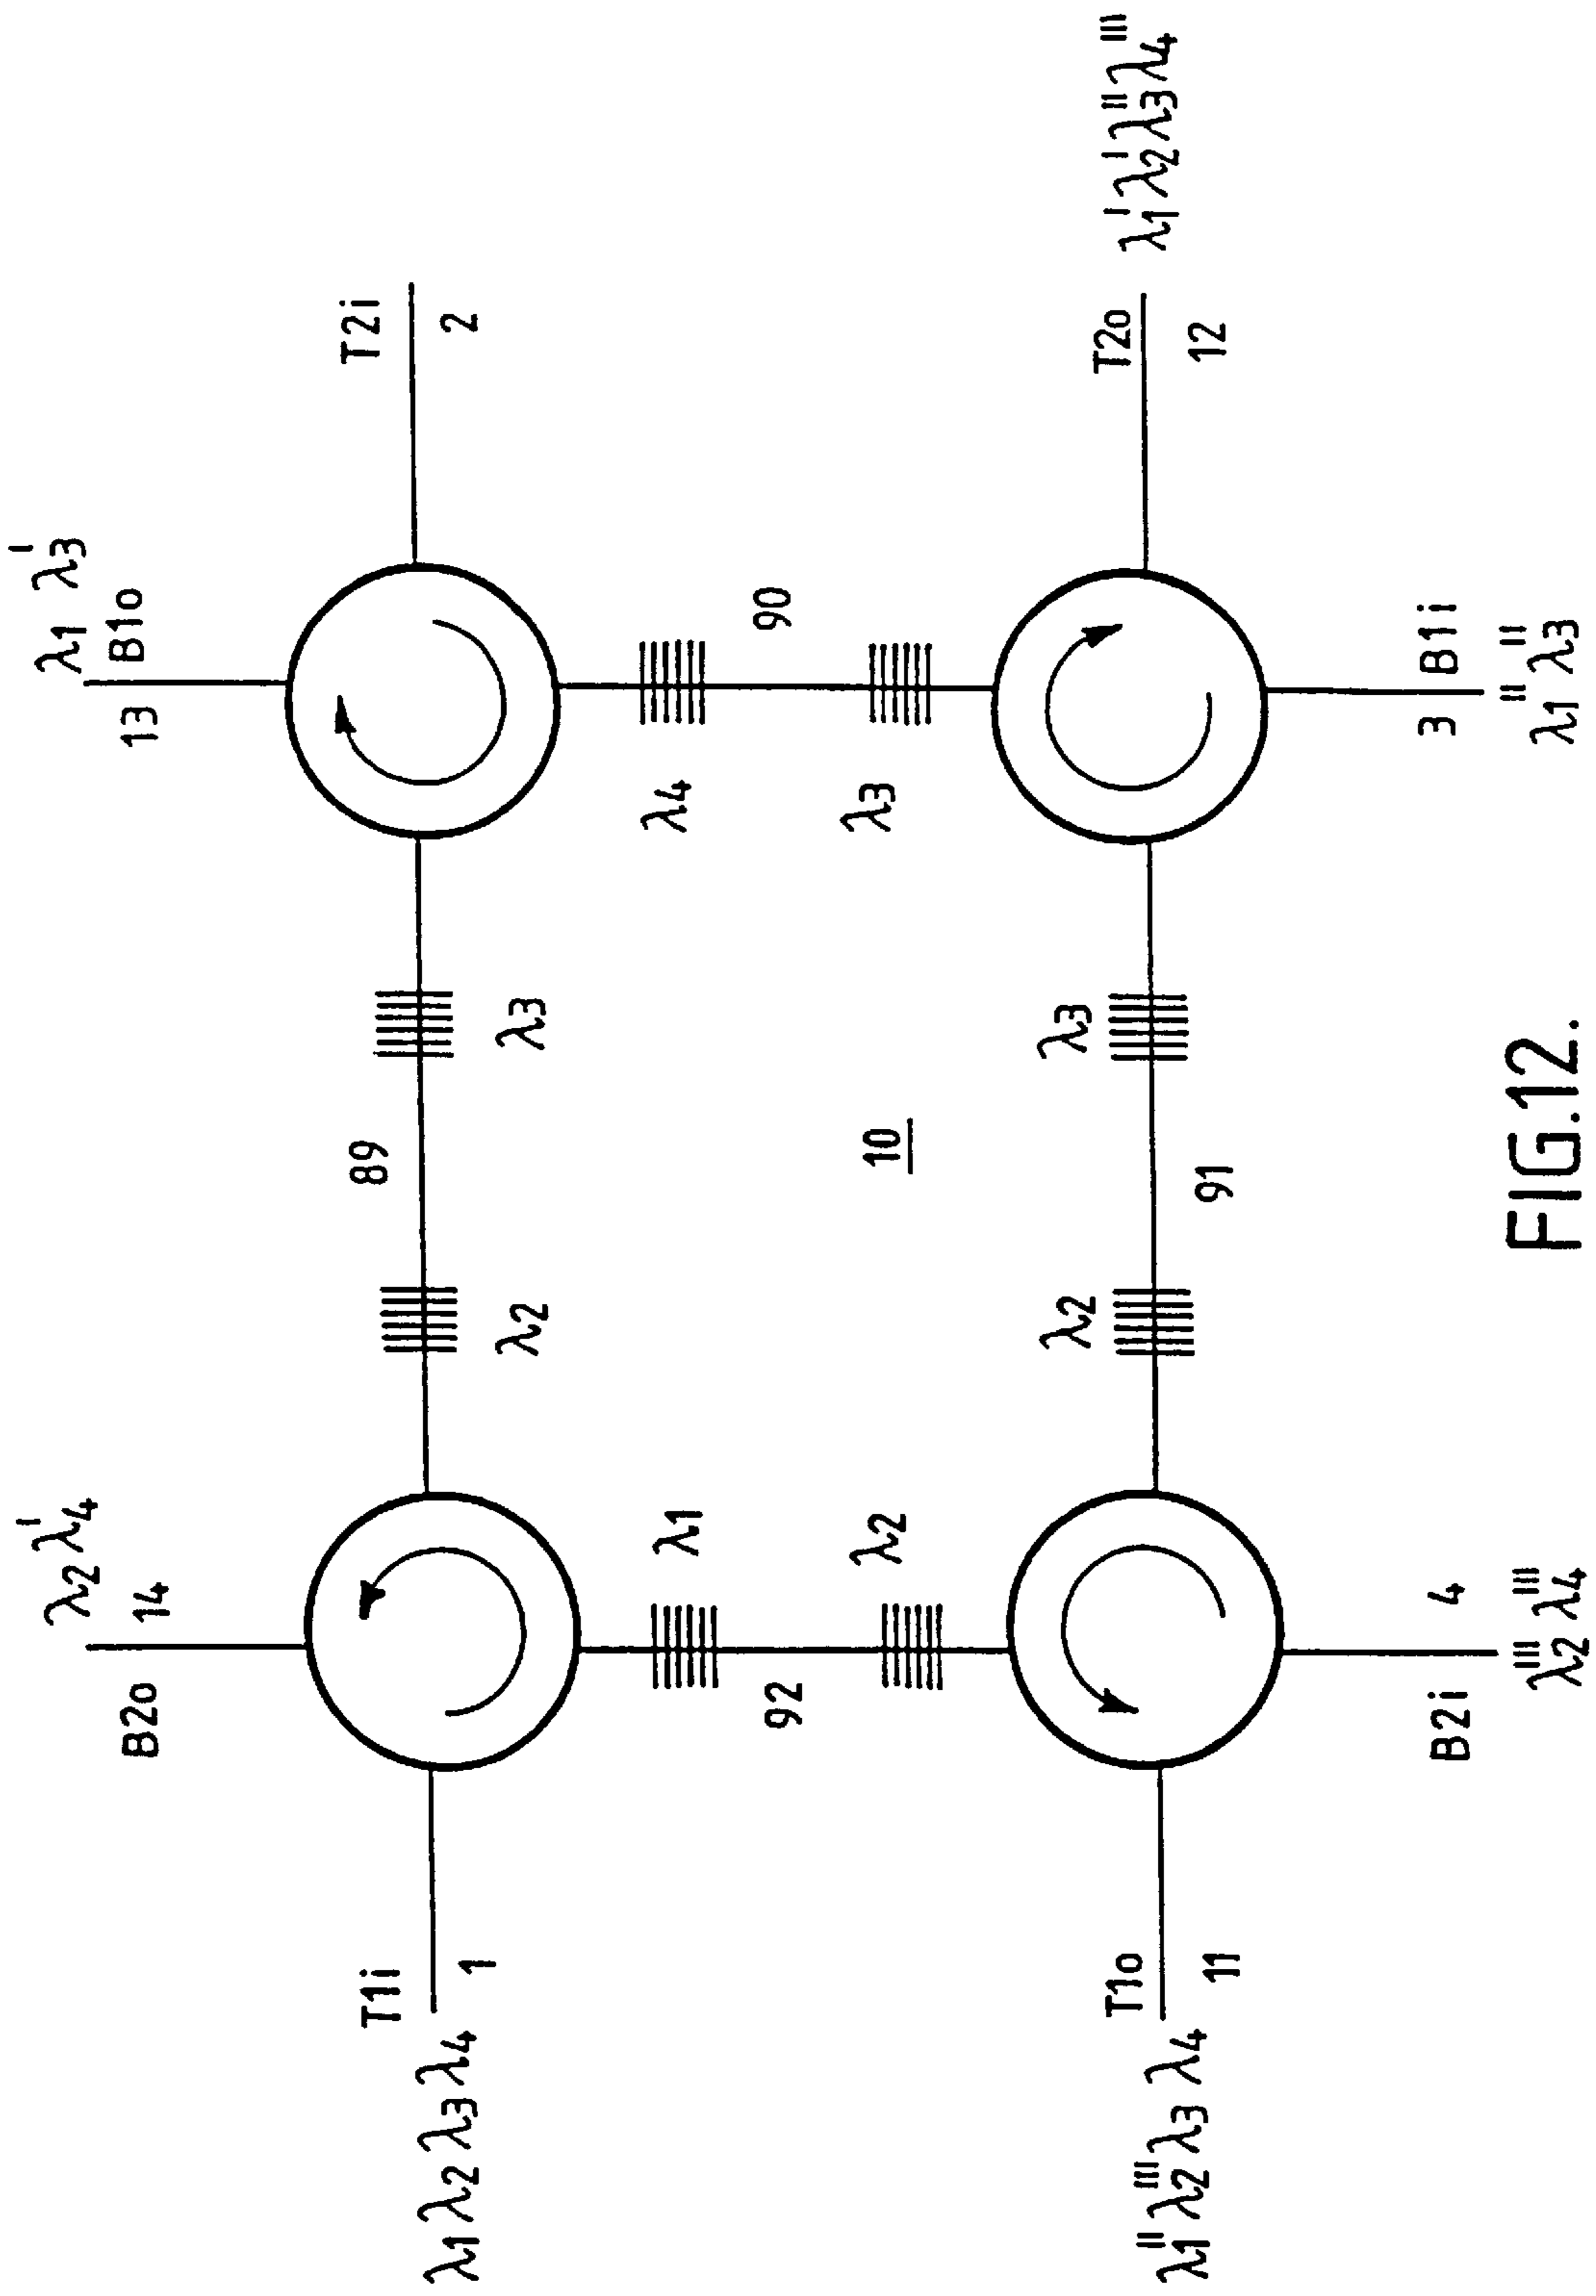 λ2 λ4'
λ1 λ3'
B2o 14
13 B1o
T1i
89
T2i
λ1 λ2 λ3 λ4
1
2
λ2
λ3
λ1
λ4
92
90
λ2
10
λ3
λ2
λ3
T1o
T2o
λ1'' λ2''' λ3 λ4
λ1' λ2' λ3'' λ4'''
11
91
12
B2i 4
3 B1i
λ2''' λ4'''
λ1'' λ3''
FIG.12.